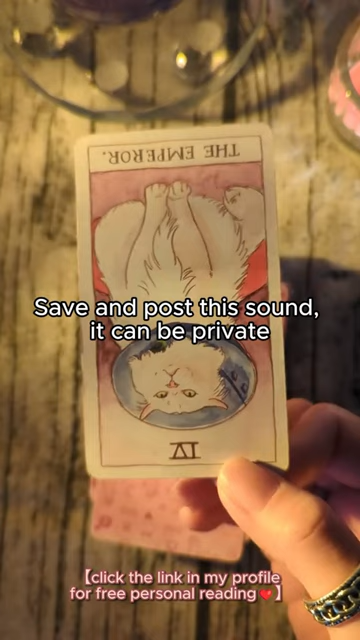 THE EMPEROR.
Save and post this sound,
it can be private
IV
【click the link in my profile
for free personal reading❤️】